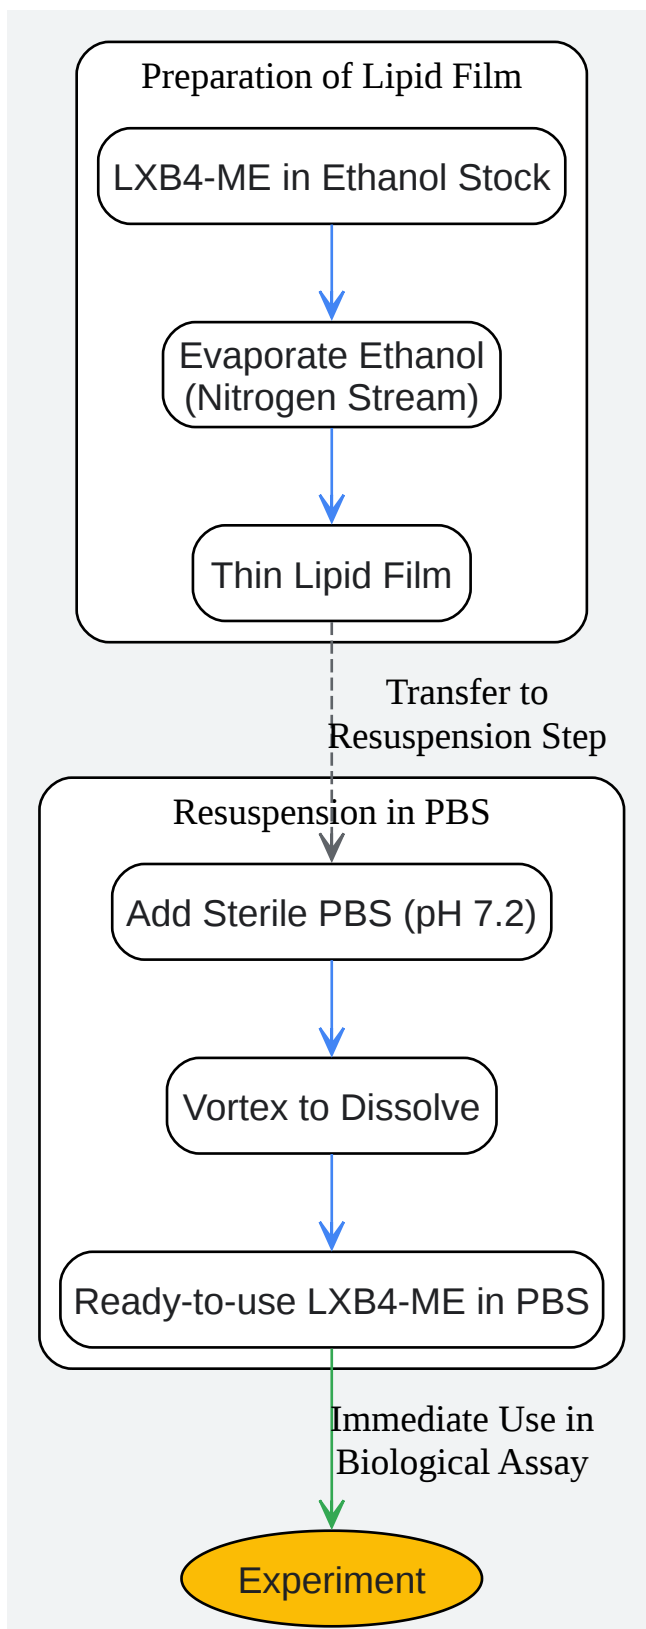 Preparation of Lipid Film
LXB4-ME in Ethanol Stock
Evaporate Ethanol
(Nitrogen Stream)
Thin Lipid Film
Transfer to
Resuspension Step
Resuspension in PBS
Add Sterile PBS (pH 7.2)
Vortex to Dissolve
Ready-to-use LXB4-ME in PBS
Immediate Use in
Biological Assay
Experiment